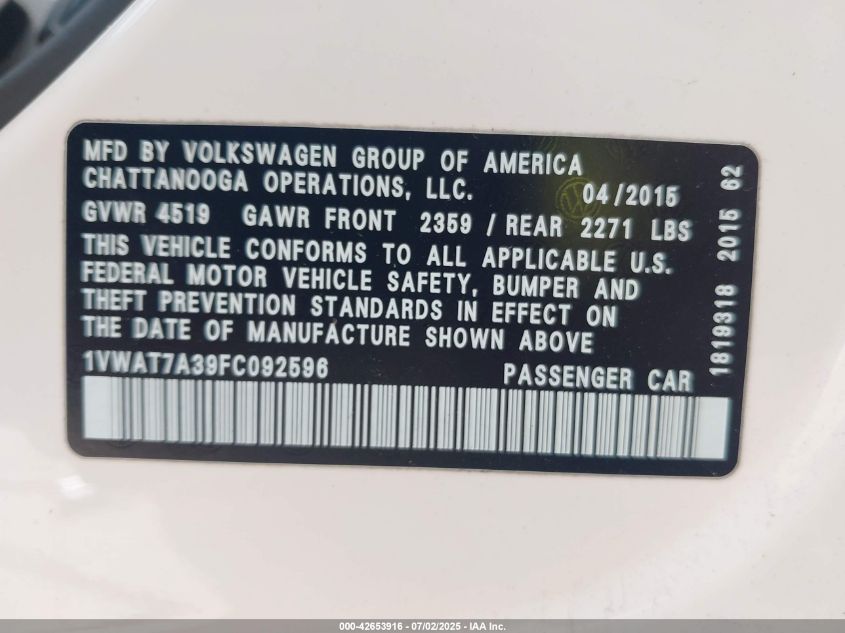 MFD BY VOLKSWAGEN GROUP OF AMERICA
CHATTANOOGA OPERATIONS, LLC. 04/2015
GVWR 4519 GAWR FRONT 2359 / REAR 2271 LBS
THIS VEHICLE CONFORMS TO ALL APPLICABLE U.S.
FEDERAL MOTOR VEHICLE SAFETY, BUMPER AND
THEFT PREVENTION STANDARDS IN EFFECT ON
THE DATE OF MANUFACTURE SHOWN ABOVE
1VWAT7A39FC092596 PASSENGER CAR
1819318 2015 62
000-42653916 - 07/02/2025 - IAA Inc.